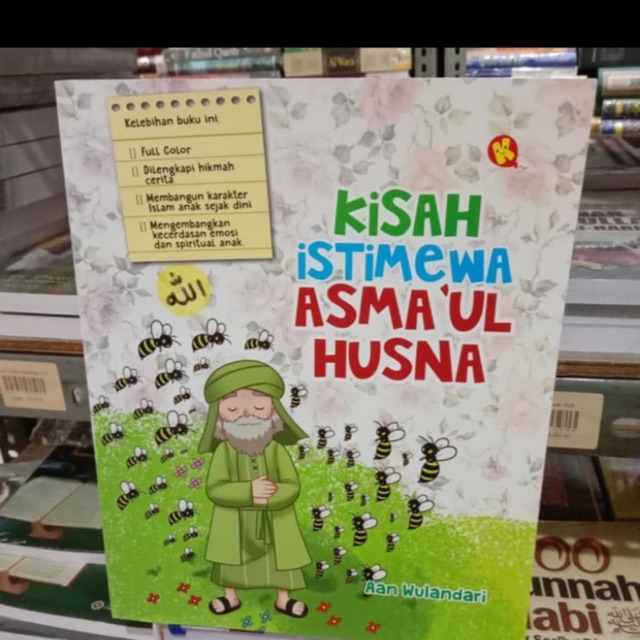 Kelebihan buku ini:
[] Full Color
[] Dilengkapi hikmah
cerita
[] Membangun karakter
Islam anak sejak dini
[] Mengembangkan
kecerdasan emosi
dan spiritual anak
K
KiSAH
iSTiMeWA
ASMA'UL
HUSNA
الله
Aan Wulandari